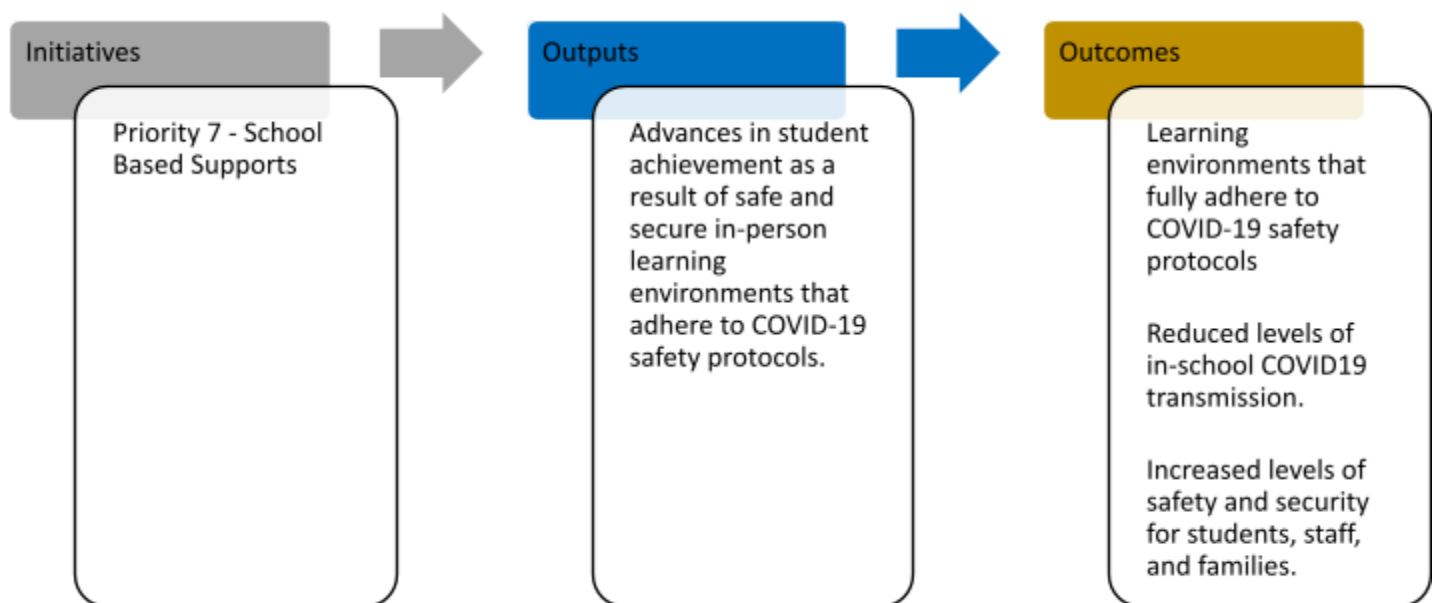 Initiatives
Priority 7 - School
Based Supports
Outputs
Advances in student
achievement as a
result of safe and
secure in-person
learning
environments that
adhere to COVID-19
safety protocols.
Outcomes
Learning
environments that
fully adhere to
COVID-19 safety
protocols
Reduced levels of
in-school COVID19
transmission.
Increased levels of
safety and security
for students, staff,
and families.